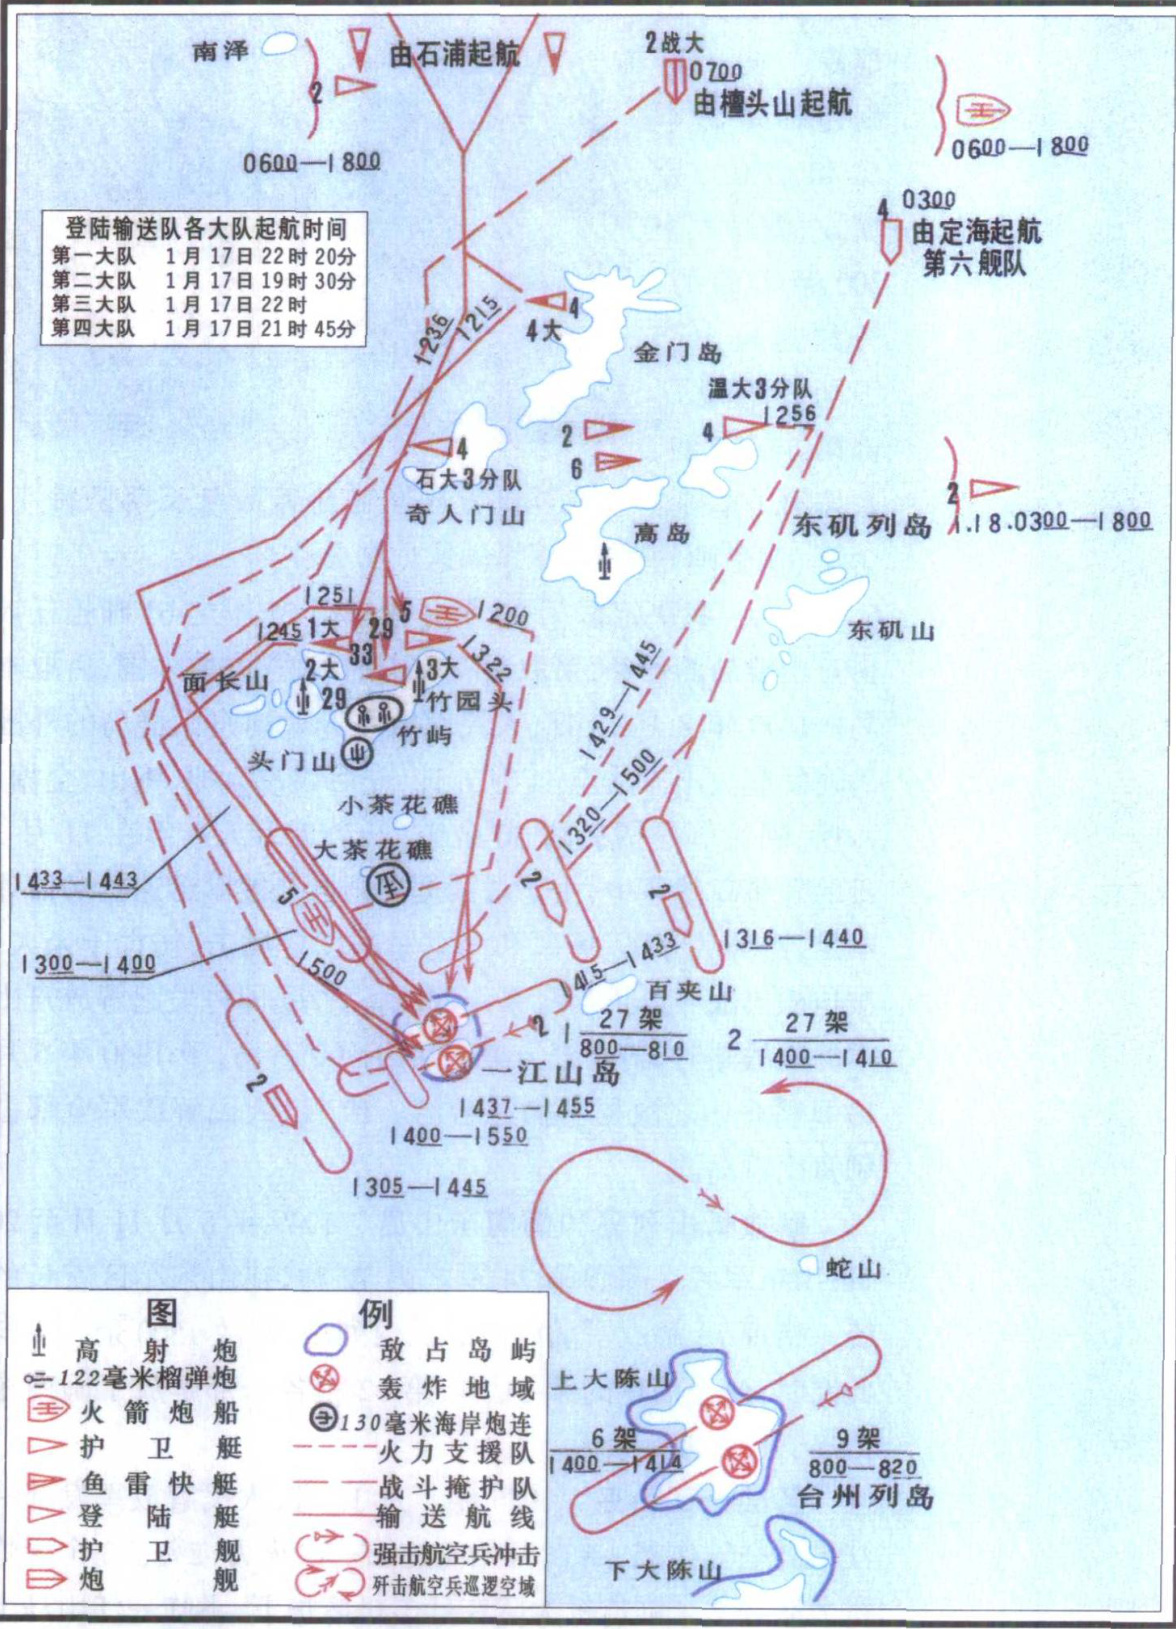 南泽
2
0600—1800
由石浦起航
2战大
0700
由檀头山起航
0600—1800
4
0300
由定海起航
第六舰队
登陆输送队各大队起航时间
第一大队 1月17日22时20分
第二大队 1月17日19时30分
第三大队 1月17日22时
第四大队 1月17日21时45分
1236
1215
4
4大
金门岛
温大3分队
1256
4
2
6
4
石大3分队
奇人门山
高岛
2
东矶列岛
1.18.0300—1800
东矶山
1251
1245
1大
29
33
5
1200
1322
面长山
2大
29
3大
竹园头
竹屿
头门山
小茶花礁
大茶花礁
1429—1445
1320—1500
1433—1443
1300—1400
5
1500
2
2
1316—1440
1415—1433
百夹山
2
1 27架
800—810
2 27架
1400—1410
一江山岛
2
1437—1455
1400—1550
1305—1445
蛇山
上大陈山
6架
1400—1414
9架
800—820
台州列岛
下大陈山
图 例
高射炮
122毫米榴弹炮
火箭炮船
护卫艇
鱼雷快艇
登陆艇
护卫舰
炮舰
敌占岛屿
轰炸地域
130毫米海岸炮连
火力支援队
战斗掩护队
输送航线
强击航空兵冲击
歼击航空兵巡逻空域